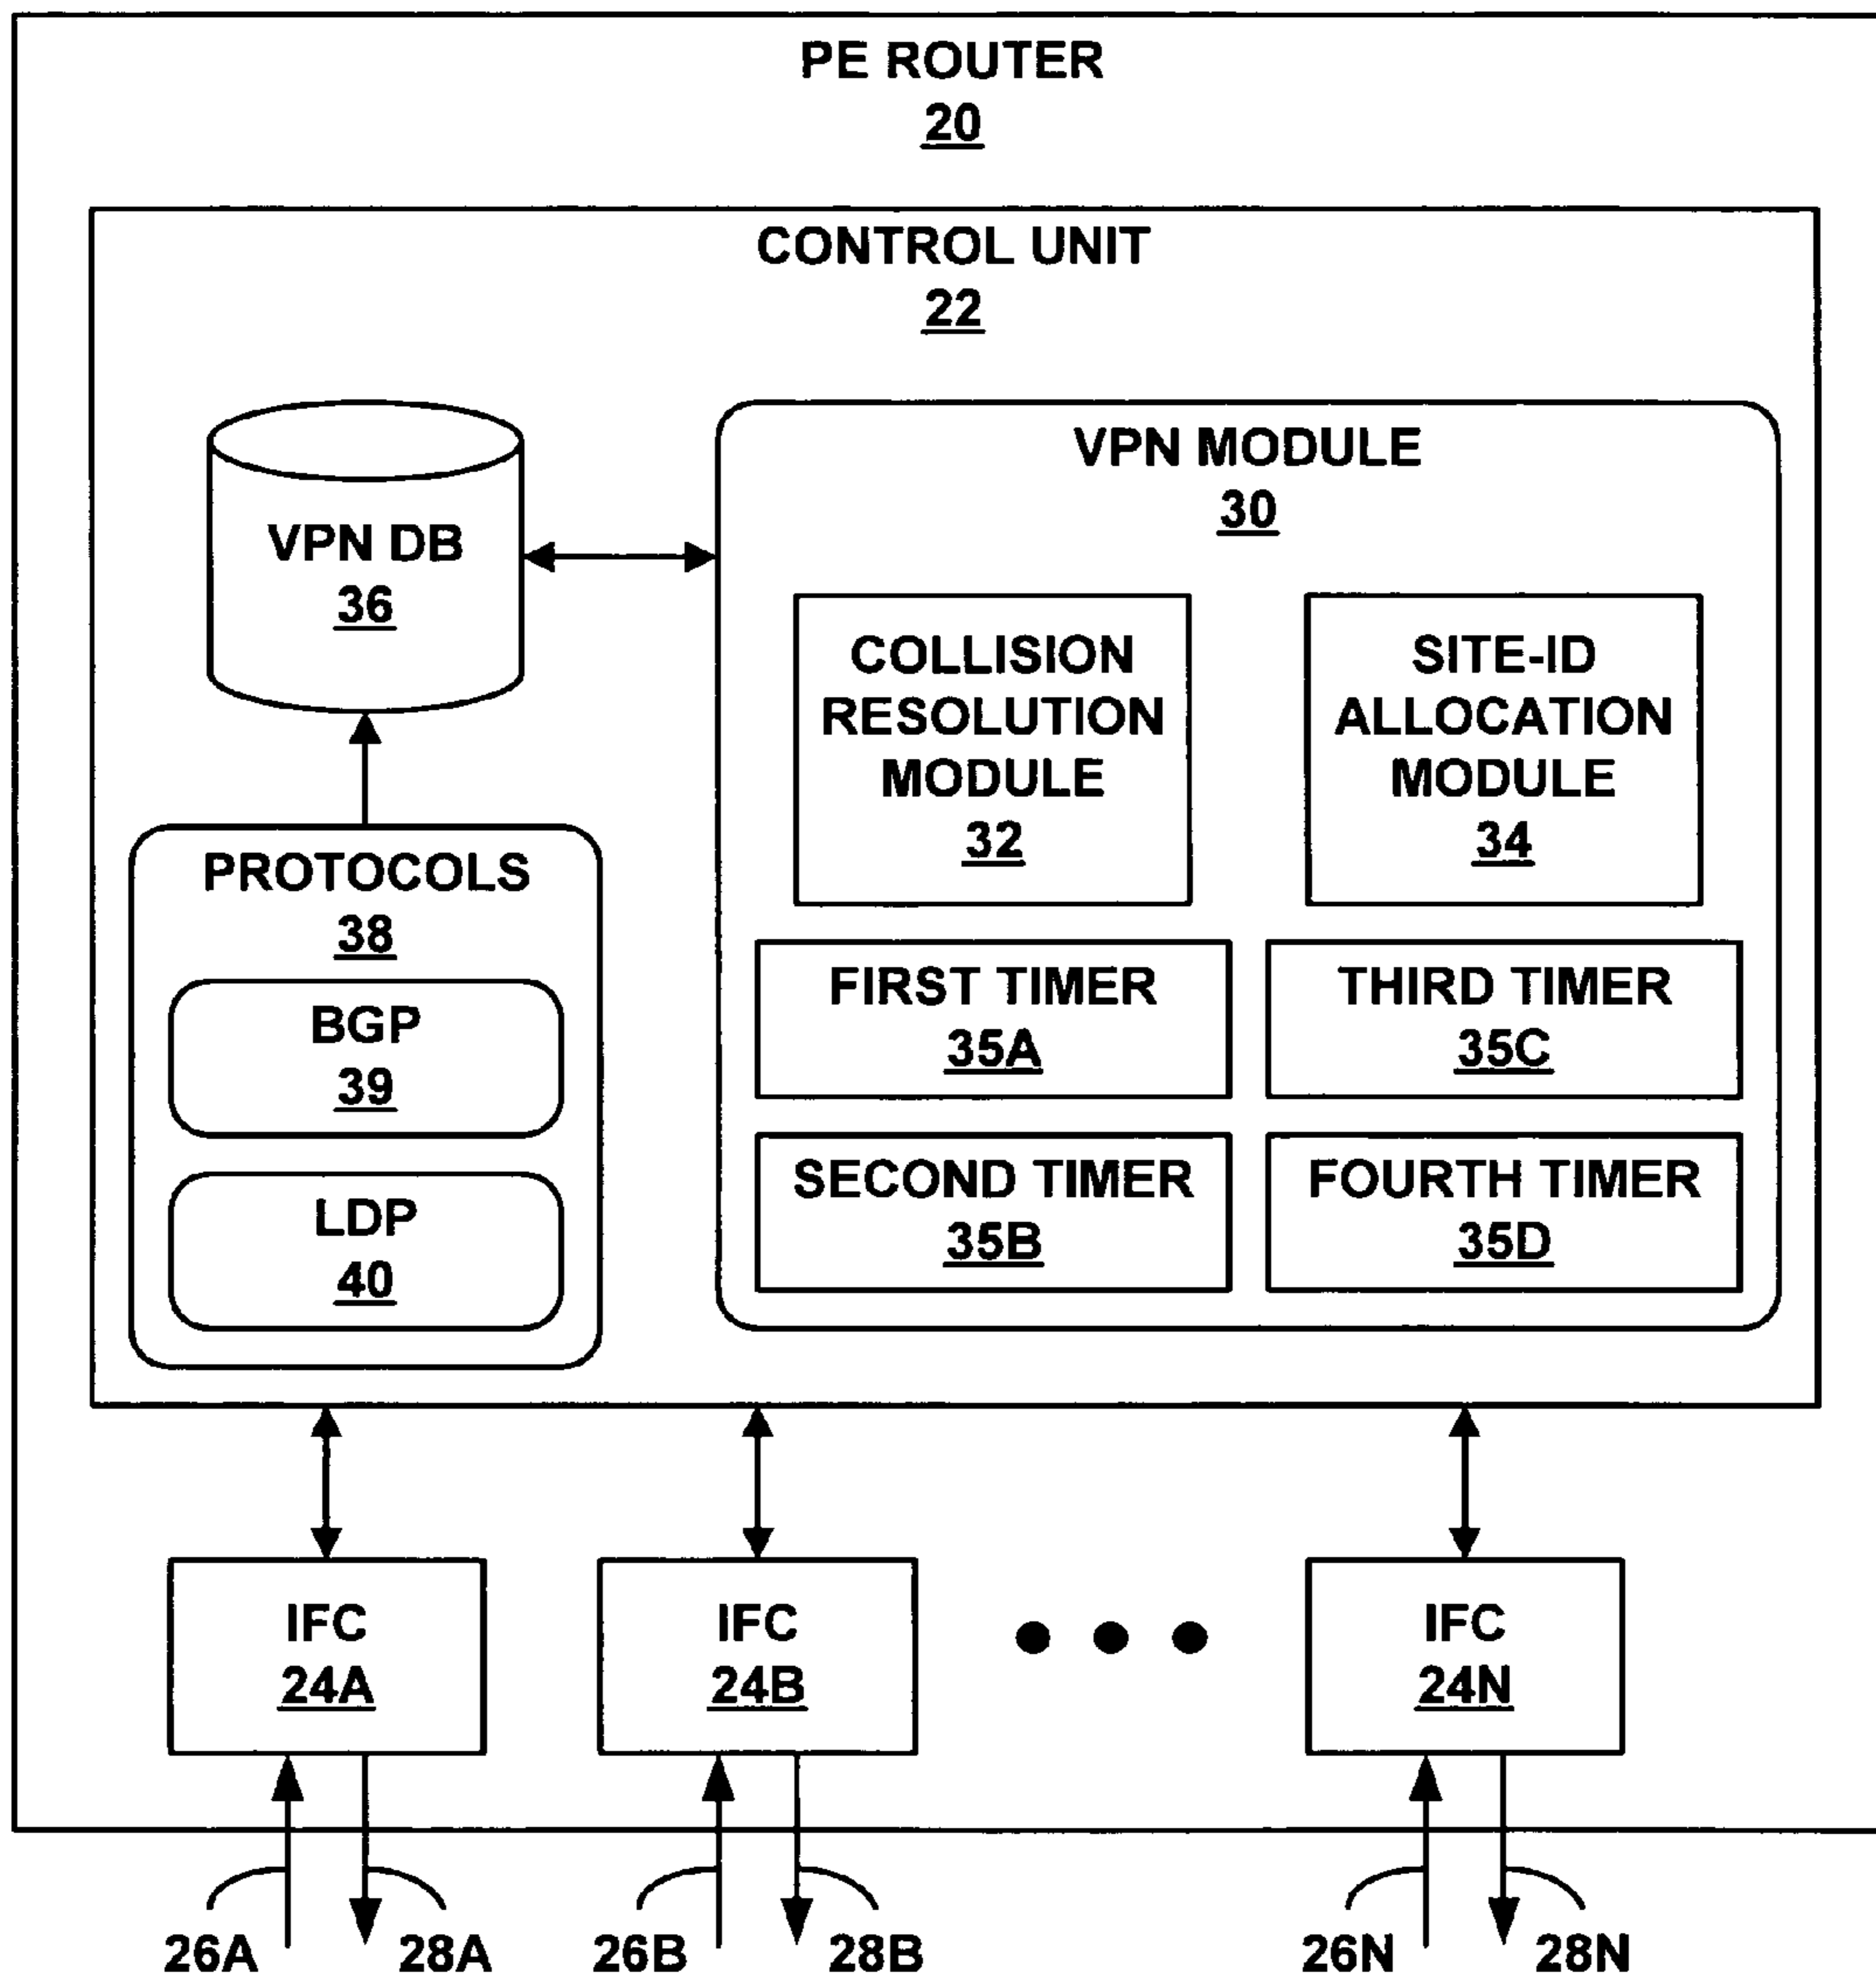 PE ROUTER
20
CONTROL UNIT
22
VPN DB
36
VPN MODULE
30
COLLISION
RESOLUTION
MODULE
32
SITE-ID
ALLOCATION
MODULE
34
PROTOCOLS
38
BGP
39
LDP
40
FIRST TIMER
35A
THIRD TIMER
35C
SECOND TIMER
35B
FOURTH TIMER
35D
IFC
24A
IFC
24B
IFC
24N
26A
28A
26B
28B
26N
28N